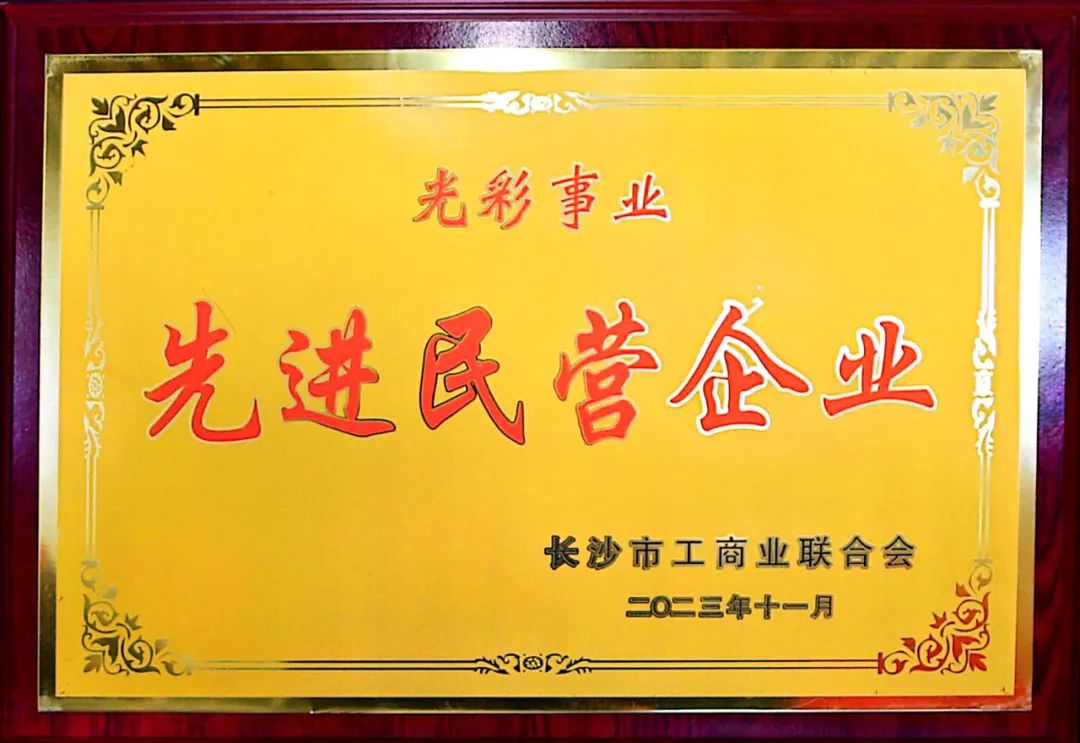 光彩事业
先进民营企业
长沙市工商业联合会
二〇二三年十一月